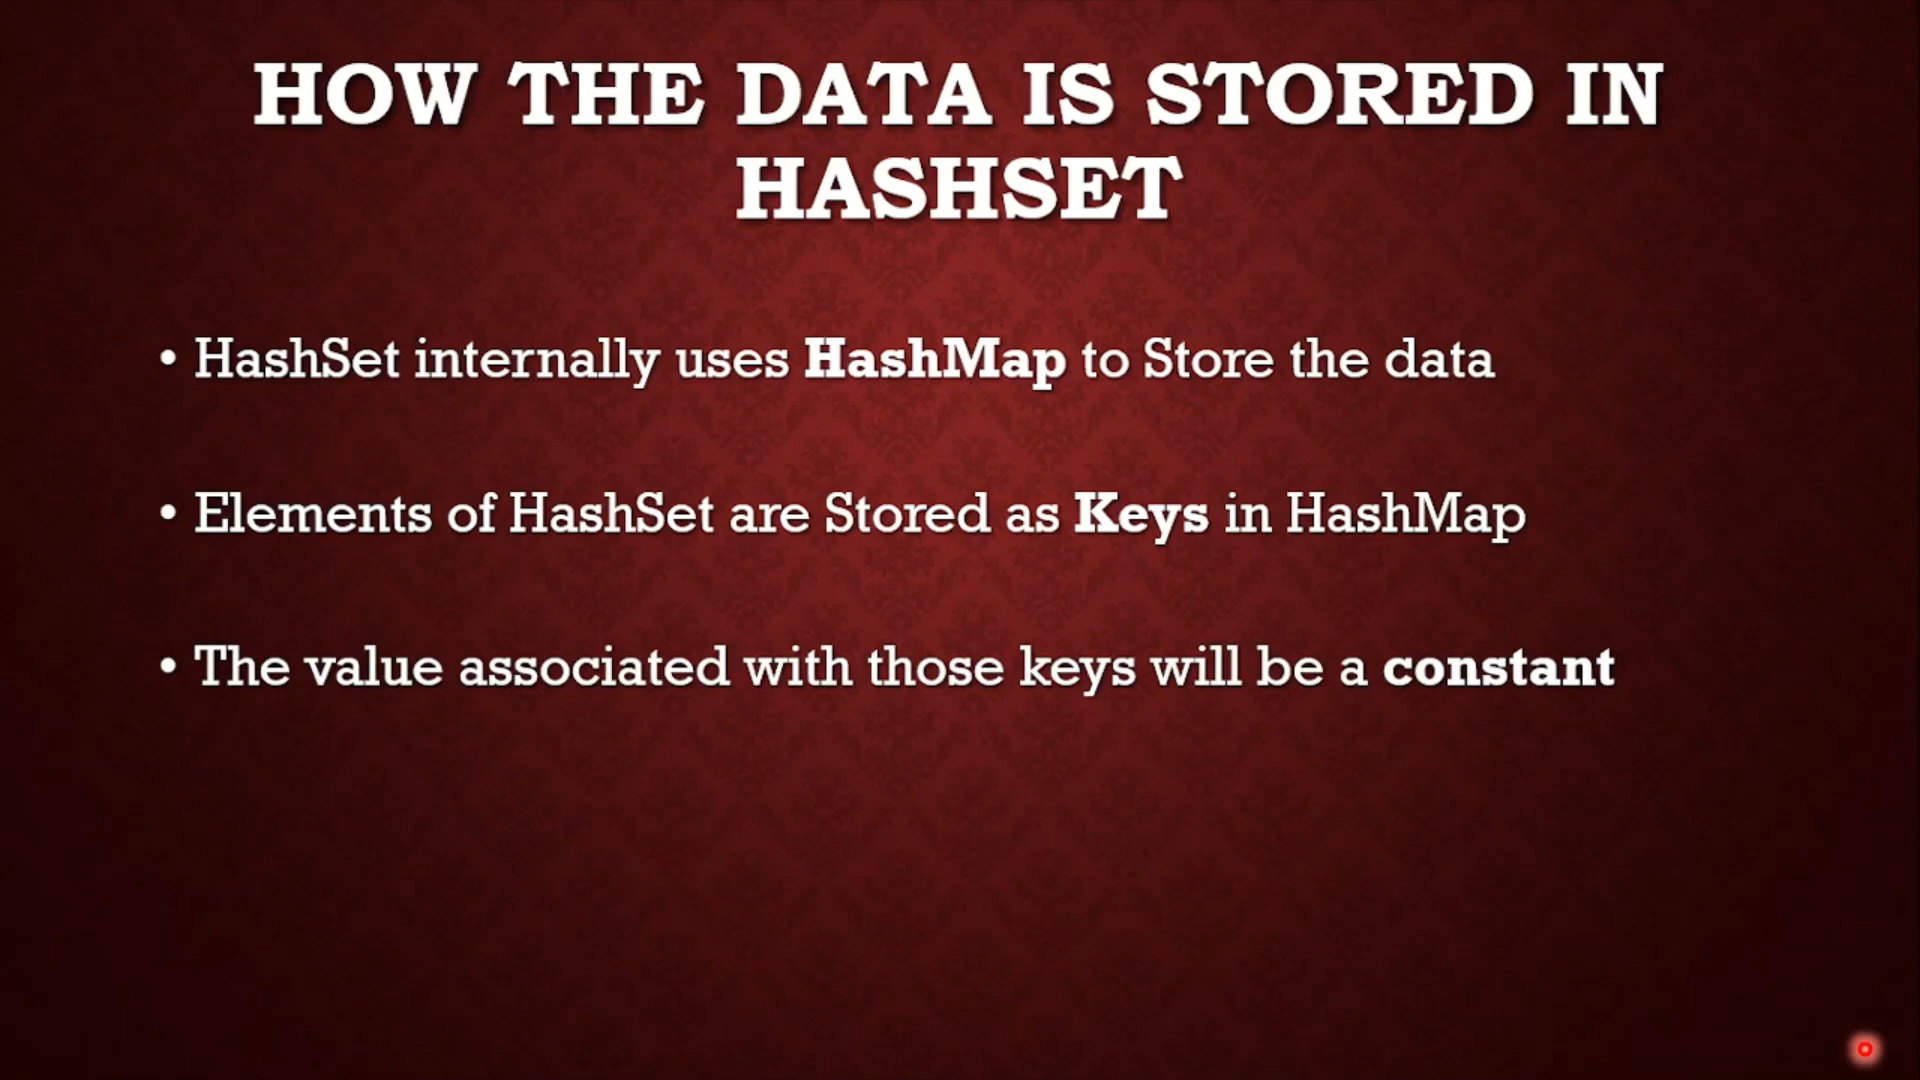 HOW THE DATA IS STORED IN
HASHSET
• HashSet internally uses HashMap to Store the data
• Elements of HashSet are Stored as Keys in HashMap
• The value associated with those keys will be a constant